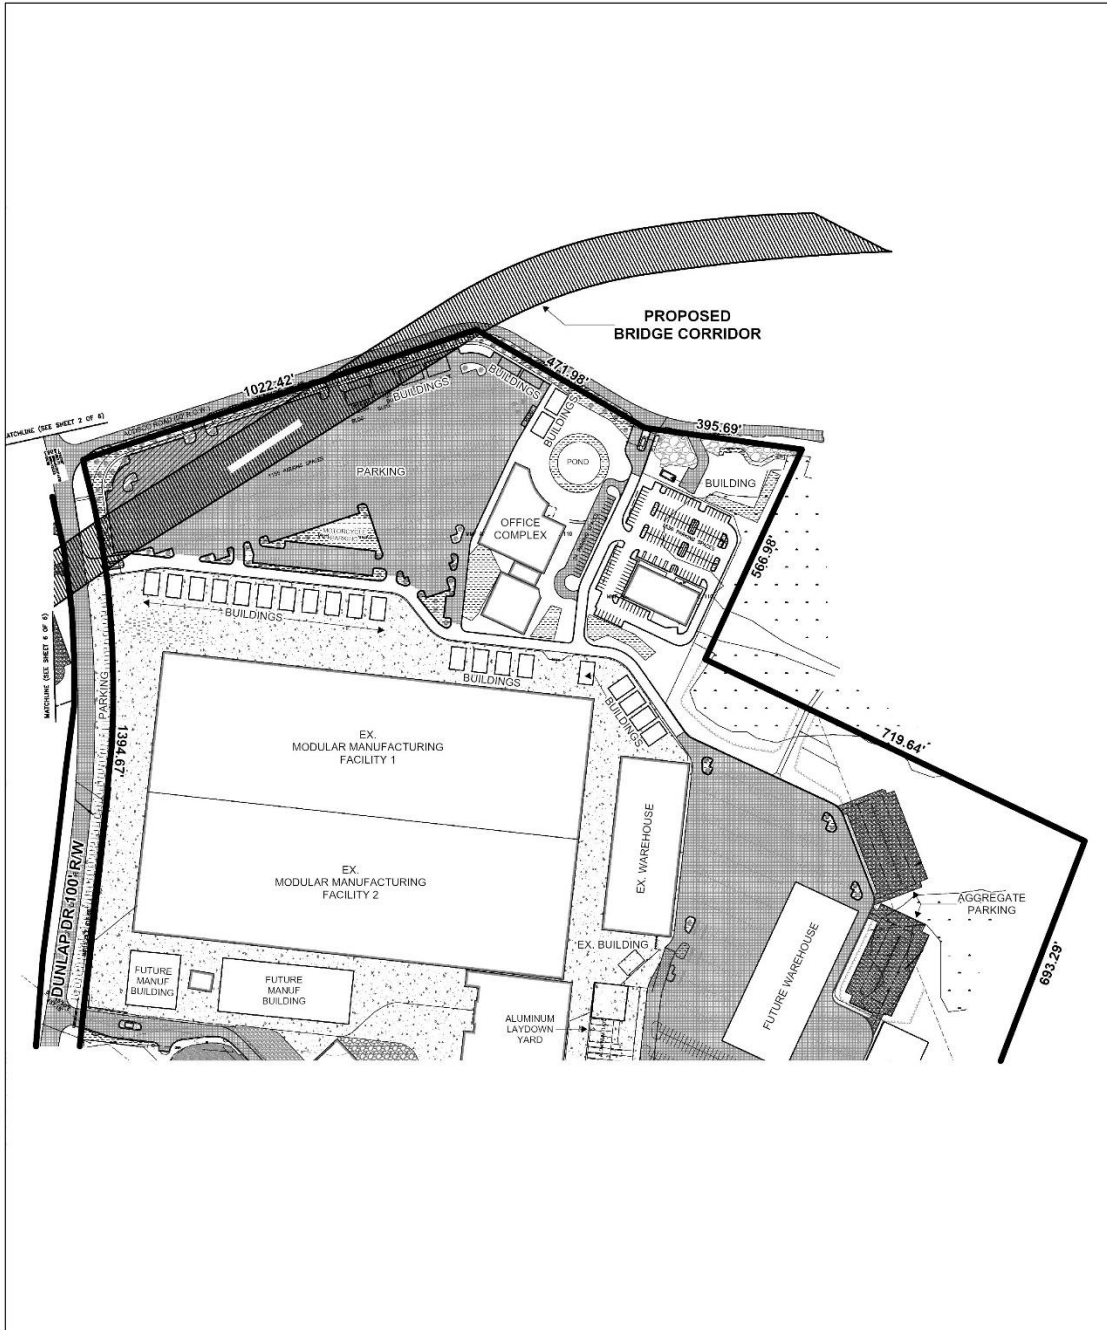 PROPOSED
BRIDGE CORRIDOR
1022.42'
471.98'
395.69'
ATCHLINE (SEE SHEET 2 OF 6)
BUILDINGS
BUILDINGS
BUILDINGS
PARKING
POND
BUILDING
OFFICE
COMPLEX
MOTORCYCLE
566.98'
BUILDINGS
MATCHLINE (SEE SHEET 6 OF 6)
PARKING
BUILDINGS
BUILDINGS
1394.67'
719.64'
EX.
MODULAR MANUFACTURING
FACILITY 1
EX. WAREHOUSE
EX.
MODULAR MANUFACTURING
FACILITY 2
AGGREGATE
PARKING
DUNLAP DR 100' R/W
EX. BUILDING
FUTURE WAREHOUSE
693.29'
FUTURE
MANUF
BUILDING
FUTURE
MANUF
BUILDING
ALUMINUM
LAYDOWN
YARD